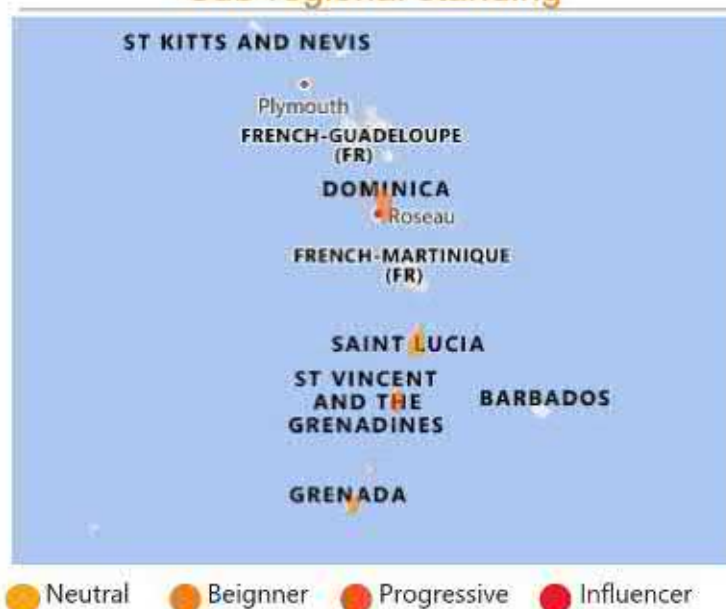 ST KITTS AND NEVIS
Plymouth
FRENCH-GUADELOUPE
(FR)
DOMINICA
Roseau
FRENCH-MARTINIQUE
(FR)
SAINT LUCIA
ST VINCENT
AND THE
GRENADINES
BARBADOS
GRENADA
Neutral Beignner Progressive Influencer